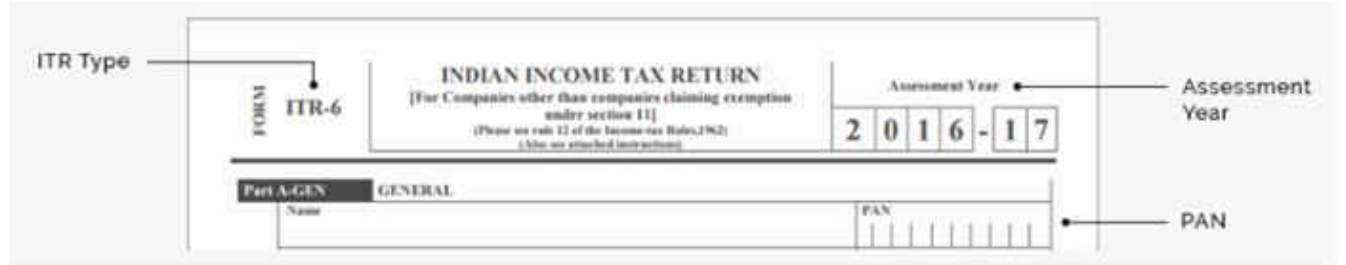 ITR Type
FORM
ITR-6
INDIAN INCOME TAX RETURN
[For Companies other than companies claiming exemption
under section 11]
(Please see rule 12 of the Income-tax Rules,1962)
(Also see attached instructions)
Assessment Year
2016-17
Assessment
Year
Part A-GEN GENERAL
Name
PAN
PAN